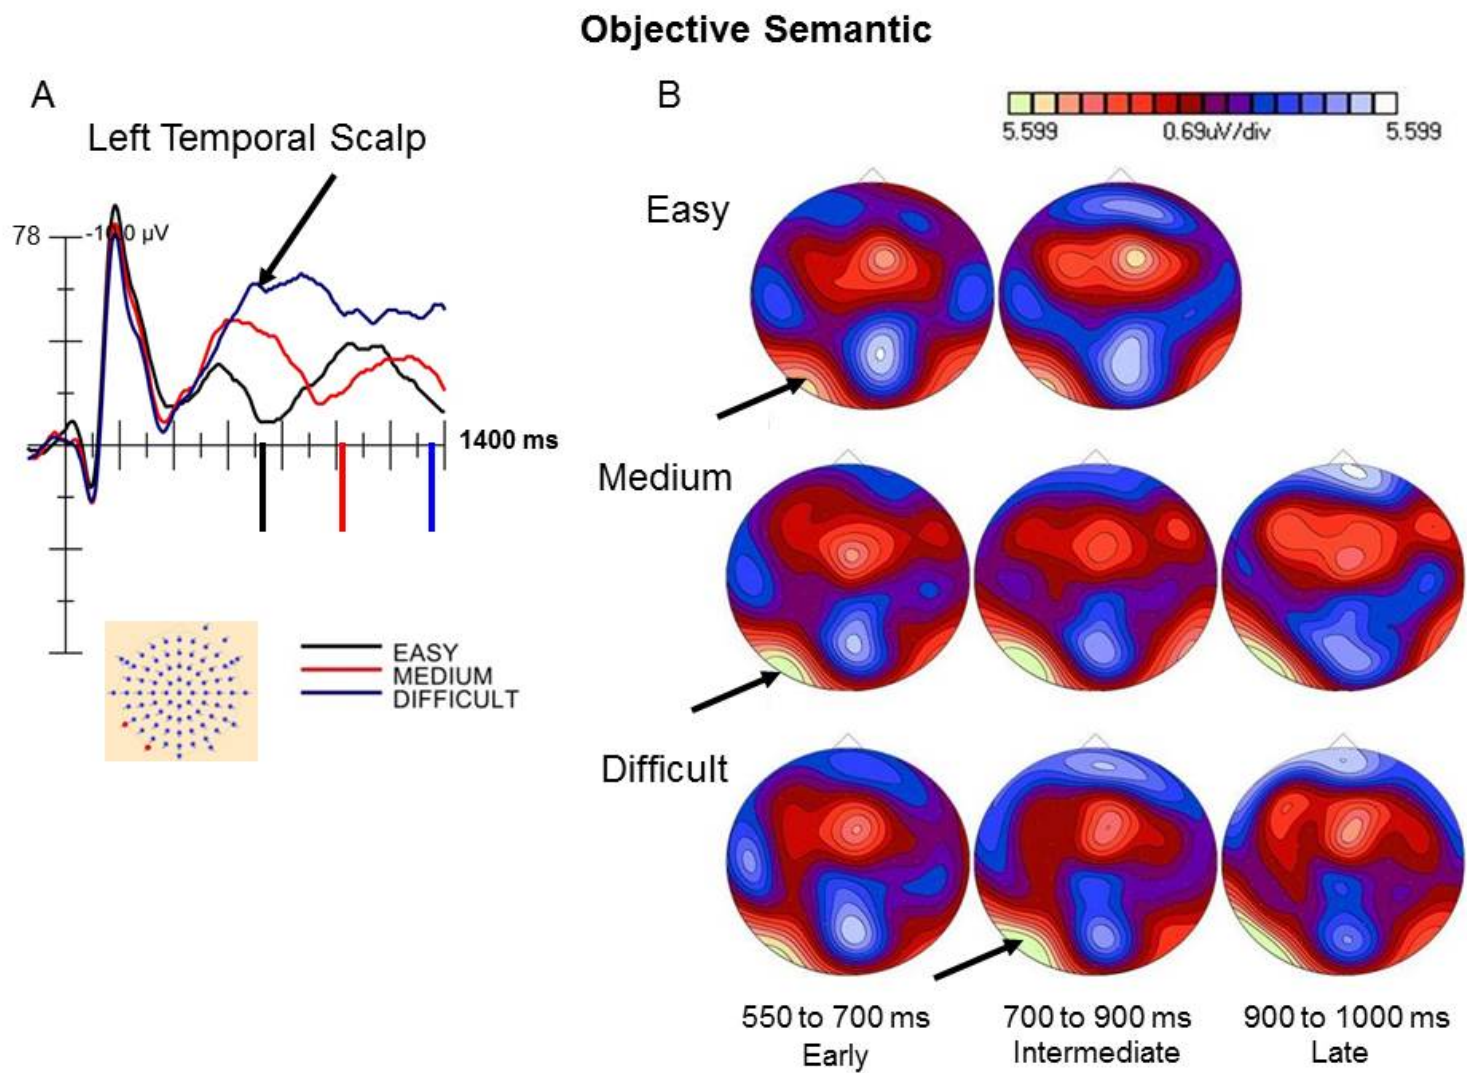 Objective Semantic
A
Left Temporal Scalp
78
1400 ms
EASY
MEDIUM
DIFFICULT
B
5.599
0.69uV/div
5.599
Easy
Medium
Difficult
550 to 700 ms
Early
700 to 900 ms
Intermediate
900 to 1000 ms
Late